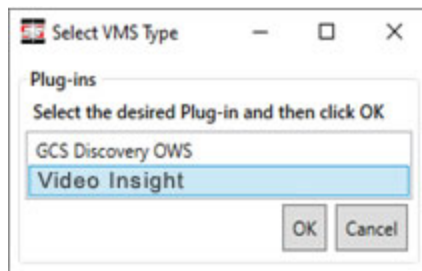 Select VMS Type
Plug-ins
Select the desired Plug-in and then click OK
GCS Discovery OWS
Video Insight
OK Cancel